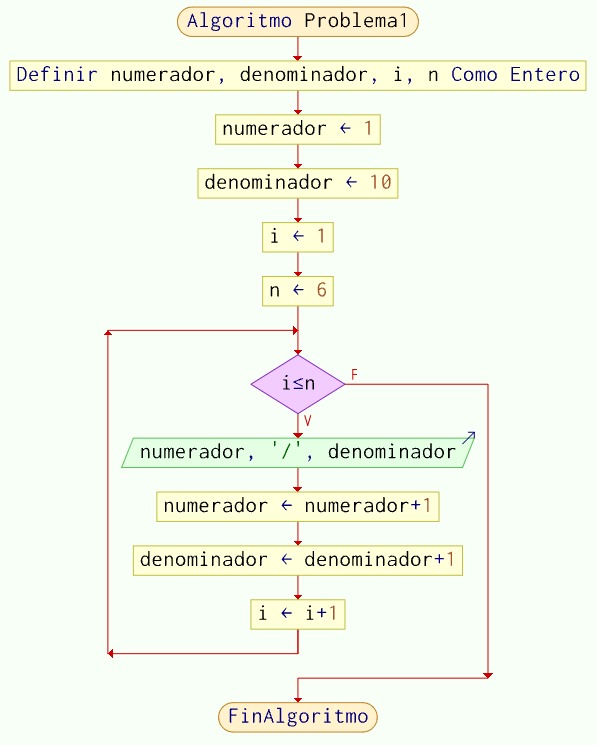 Algoritmo Problema1
Definir numerador, denominador, i, n Como Entero
numerador ← 1
denominador ← 10
i ← 1
n ← 6
i≤n
F
V
numerador, '/', denominador
numerador ← numerador+1
denominador ← denominador+1
i ← i+1
FinAlgoritmo